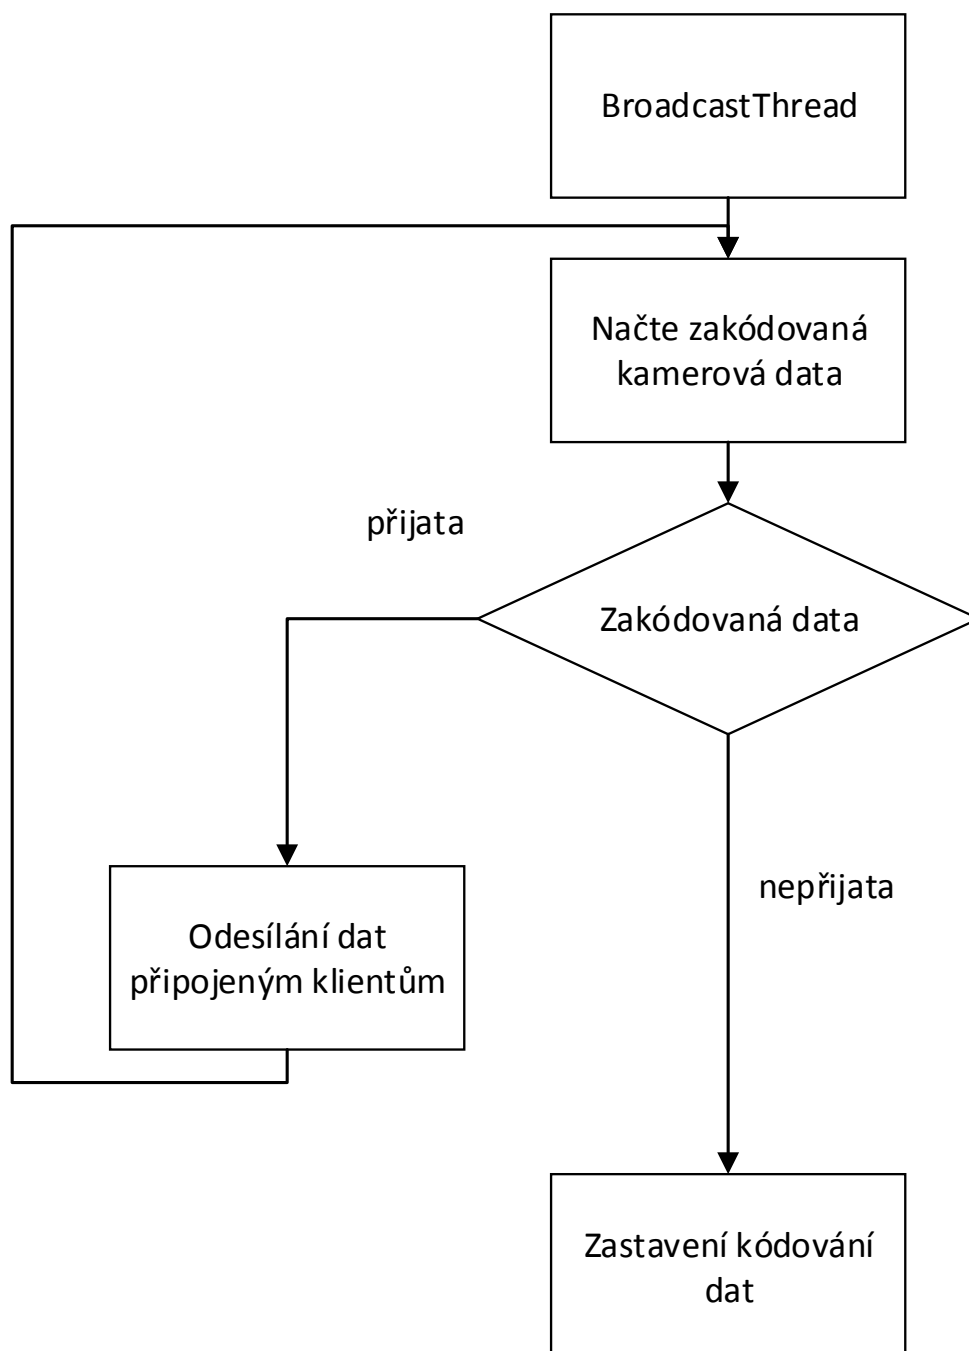 BroadcastThread
Načte zakódovaná
kamerová data
přijata
Zakódovaná data
nepřijata
Odesílání dat
připojeným klientům
Zastavení kódování
dat